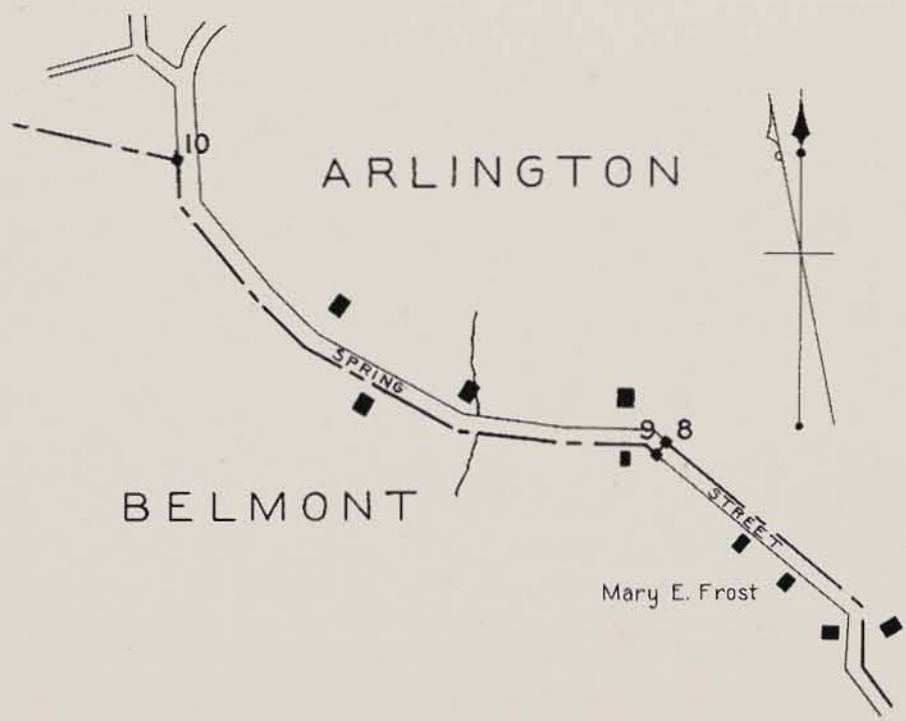 10
ARLINGTON
SPRING
9 8
BELMONT
STREET
Mary E. Frost